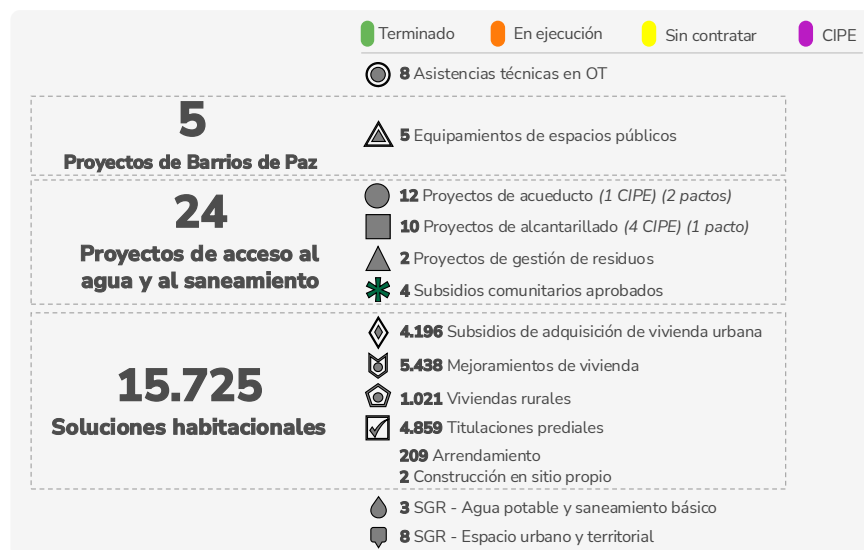 Terminado
En ejecución
Sin contratar
CIPE
8 Asistencias técnicas en OT
5
Proyectos de Barrios de Paz
5 Equipamientos de espacios públicos
24
Proyectos de acceso al
agua y al saneamiento
12 Proyectos de acueducto (1 CIPE) (2 pactos)
10 Proyectos de alcantarillado (4 CIPE) (1 pacto)
2 Proyectos de gestión de residuos
4 Subsidios comunitarios aprobados
15.725
Soluciones habitacionales
4.196 Subsidios de adquisición de vivienda urbana
5.438 Mejoramientos de vivienda
1.021 Viviendas rurales
4.859 Titulaciones prediales
209 Arrendamiento
2 Construcción en sitio propio
3 SGR - Agua potable y saneamiento básico
8 SGR - Espacio urbano y territorial